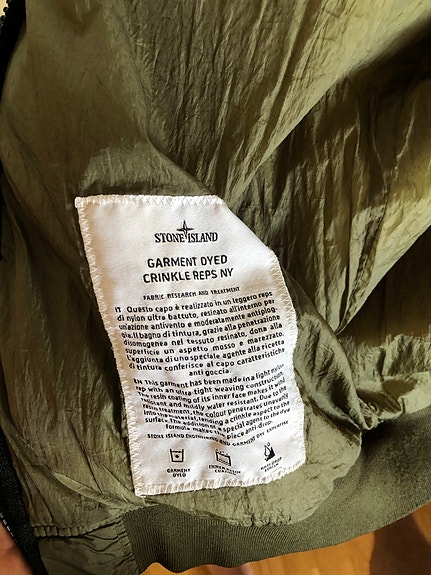 STONE ISLAND
GARMENT DYED
CRINKLE REPS NY
FABRIC RESEARCH AND TREATMENT
IT Questo capo è realizzato in un leggero reps
di nylon ultra battuto, resinato all'interno per
un'azione antivento e moderatamente antipiog-
gia. Il bagno di tintura, grazie alla penetrazione
disomogenea nel tessuto resinato, dona alla
superficie un aspetto mosso e marezzato.
L'aggiunta di uno speciale agente alla ricetta
di tintura conferisce al capo caratteristiche
anti goccia.
EN This garment has been made in a light nylon
rep with an ultra-tight weaving construction.
The resin coating of its inner face makes it wind
resistant and mildly water resistant. Due to the
resin treatment, the colour penetrates unevenly
into the material, lending a crinkle aspect to the
surface. The addition of a special agent to the dye
formula makes the piece anti-drop.
STONE ISLAND ENGINEERING AND GARMENT DYE EXPERTISE
GARMENT
DYED
ANTI DROP